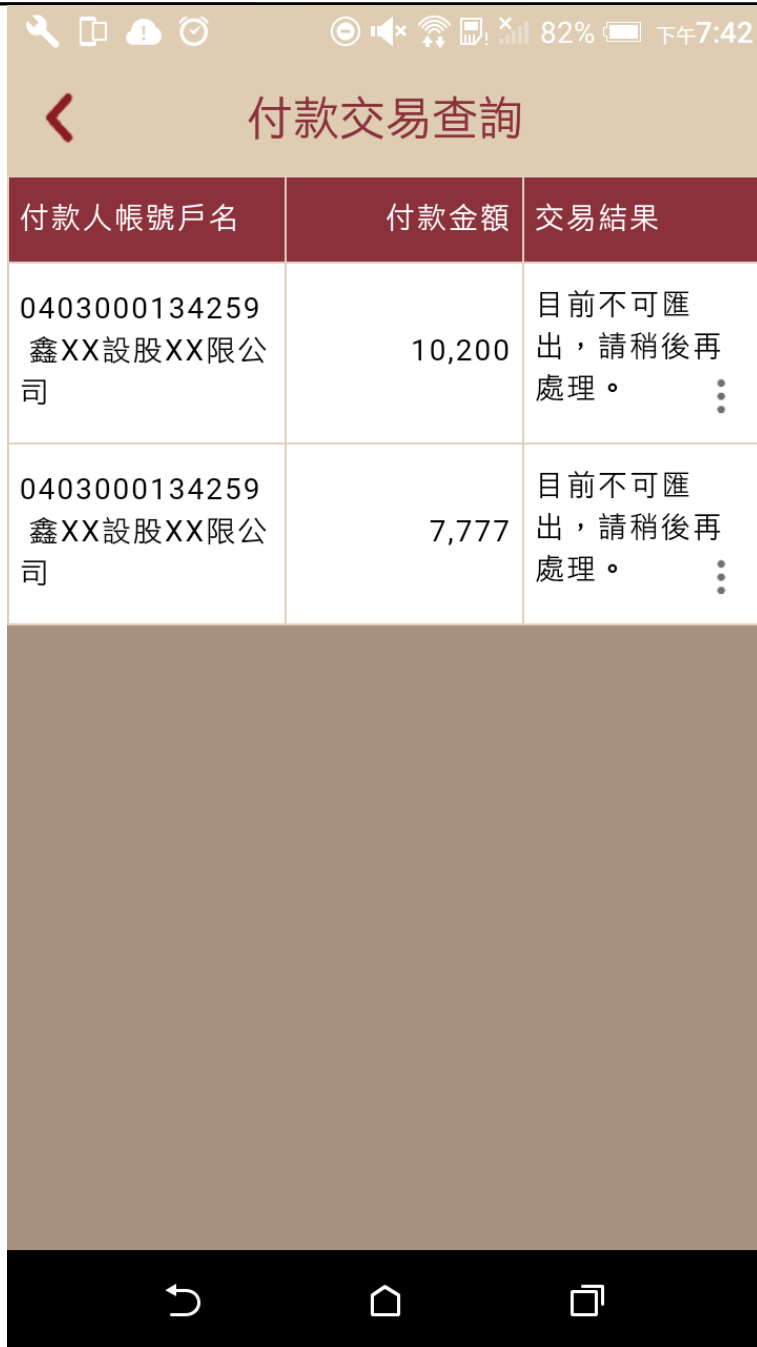 82% 下午7:42
付款交易查詢
付款人帳號戶名 付款金額 交易結果
0403000134259
鑫XX設股XX限公
司
10,200
目前不可匯
出，請稍後再
處理。
0403000134259
鑫XX設股XX限公
司
7,777
目前不可匯
出，請稍後再
處理。